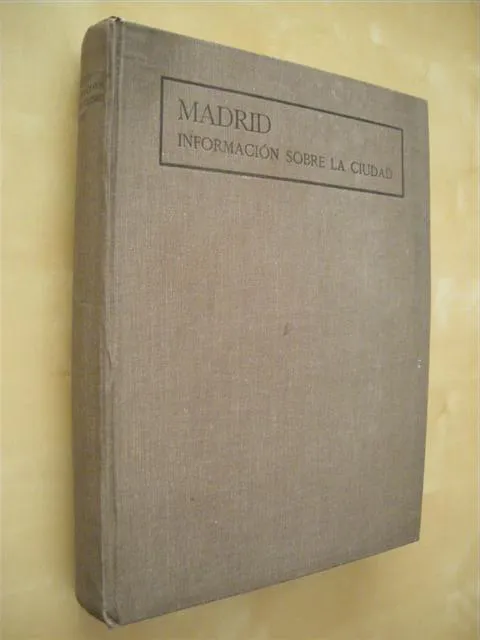 MADRID
INFORMACIÓN SOBRE LA CIUDAD